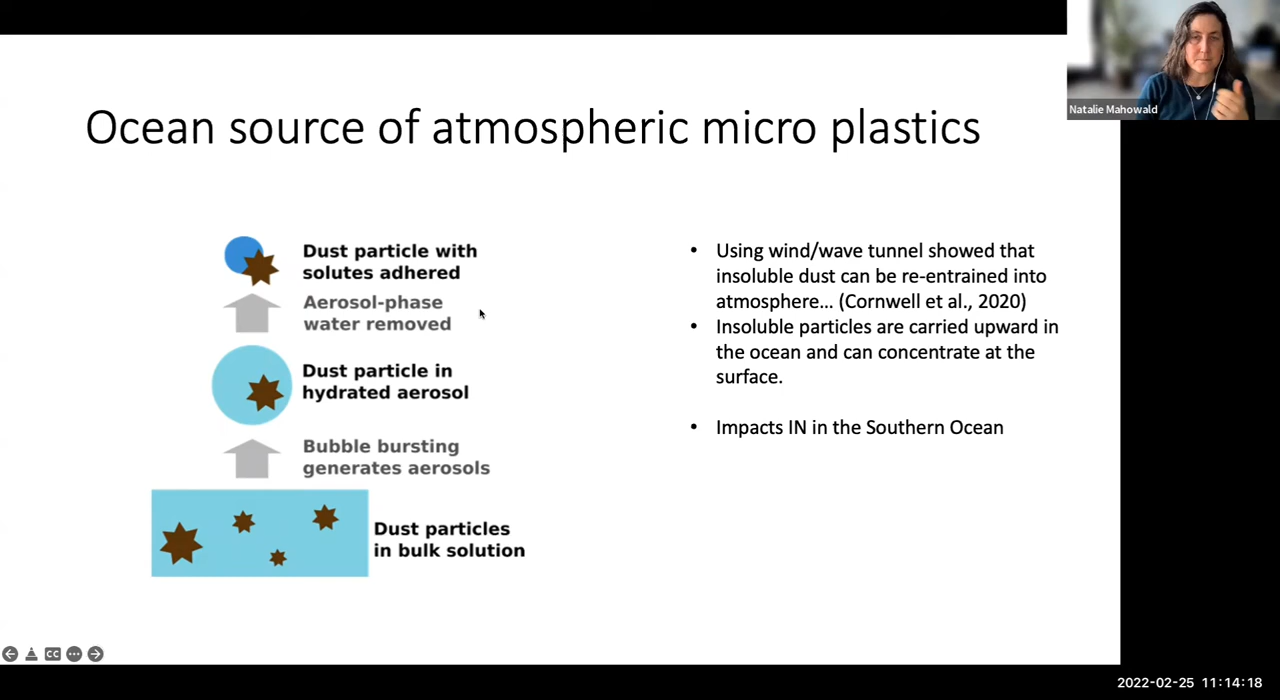 Natalie Mahowald
Ocean source of atmospheric micro plastics
Dust particle with
solutes adhered
Aerosol-phase
water removed
Dust particle in
hydrated aerosol
Bubble bursting
generates aerosols
Dust particles
in bulk solution
• Using wind/wave tunnel showed that
insoluble dust can be re-entrained into
atmosphere... (Cornwell et al., 2020)
• Insoluble particles are carried upward in
the ocean and can concentrate at the
surface.
• Impacts IN in the Southern Ocean
CC
2022-02-25 11:14:18